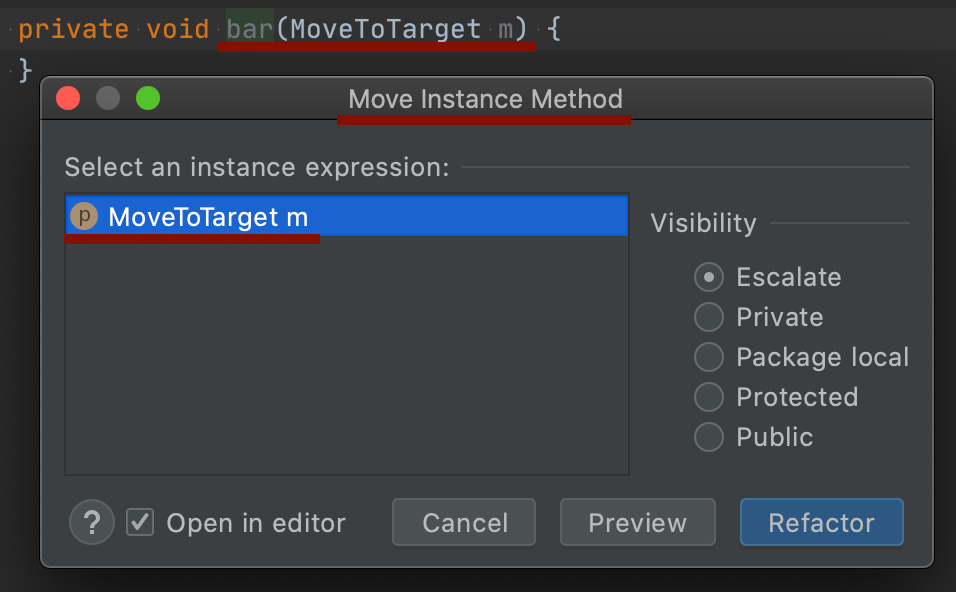 private void bar(MoveToTarget m) {
}
Move Instance Method
Select an instance expression:
p MoveToTarget m
Visibility
Escalate
Private
Package local
Protected
Public
? Open in editor Cancel Preview Refactor